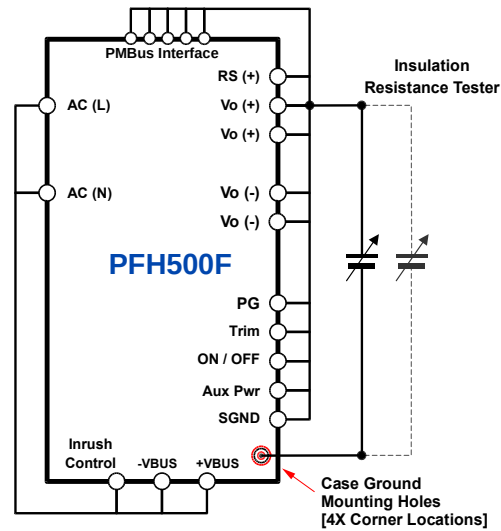 PMBus Interface
RS (+)
Insulation
Resistance Tester
AC (L)
Vo (+)
Vo (+)
AC (N)
Vo (-)
Vo (-)
PFH500F
PG
Trim
ON / OFF
Aux Pwr
SGND
Inrush
Control
-VBUS
+VBUS
Case Ground
Mounting Holes
[4X Corner Locations]